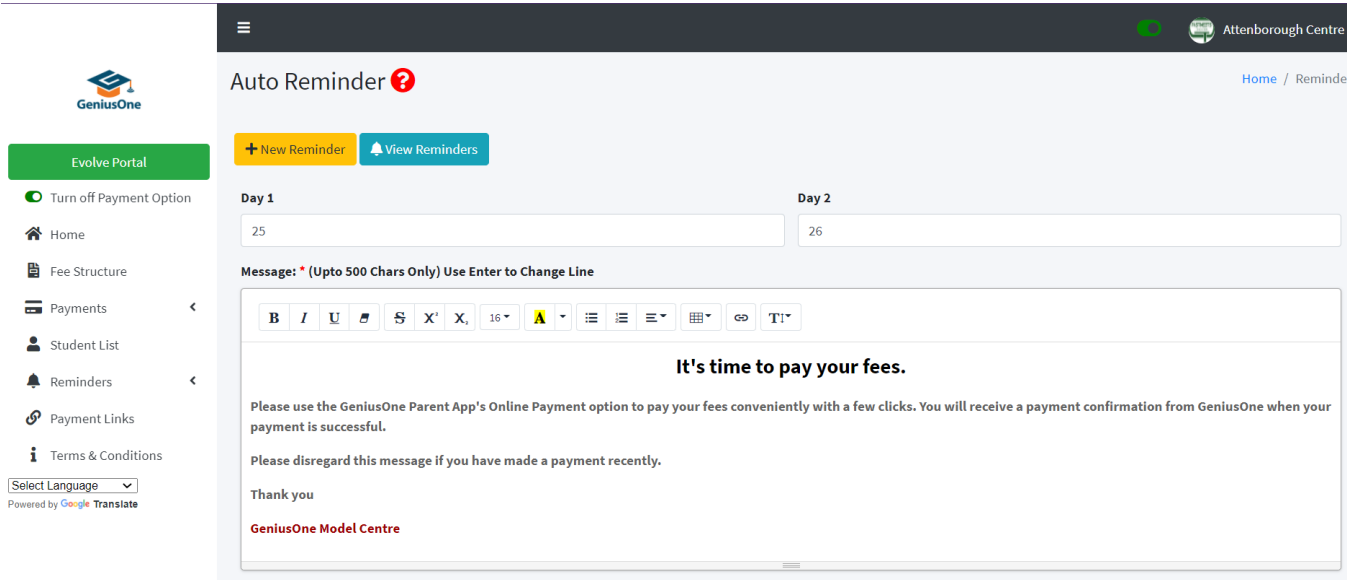 Attenborough Centre
GeniusOne
Auto Reminder ?
Home / Reminde
New Reminder
View Reminders
Evolve Portal
Turn off Payment Option
Home
Fee Structure
Payments
Student List
Reminders
Payment Links
Terms & Conditions
Select Language
Powered by Google Translate
Day 1
Day 2
25
26
Message: * (Upto 500 Chars Only) Use Enter to Change Line
B I U S X² X₂ 16 A T
It's time to pay your fees.
Please use the GeniusOne Parent App's Online Payment option to pay your fees conveniently with a few clicks. You will receive a payment confirmation from GeniusOne when your
payment is successful.
Please disregard this message if you have made a payment recently.
Thank you
GeniusOne Model Centre